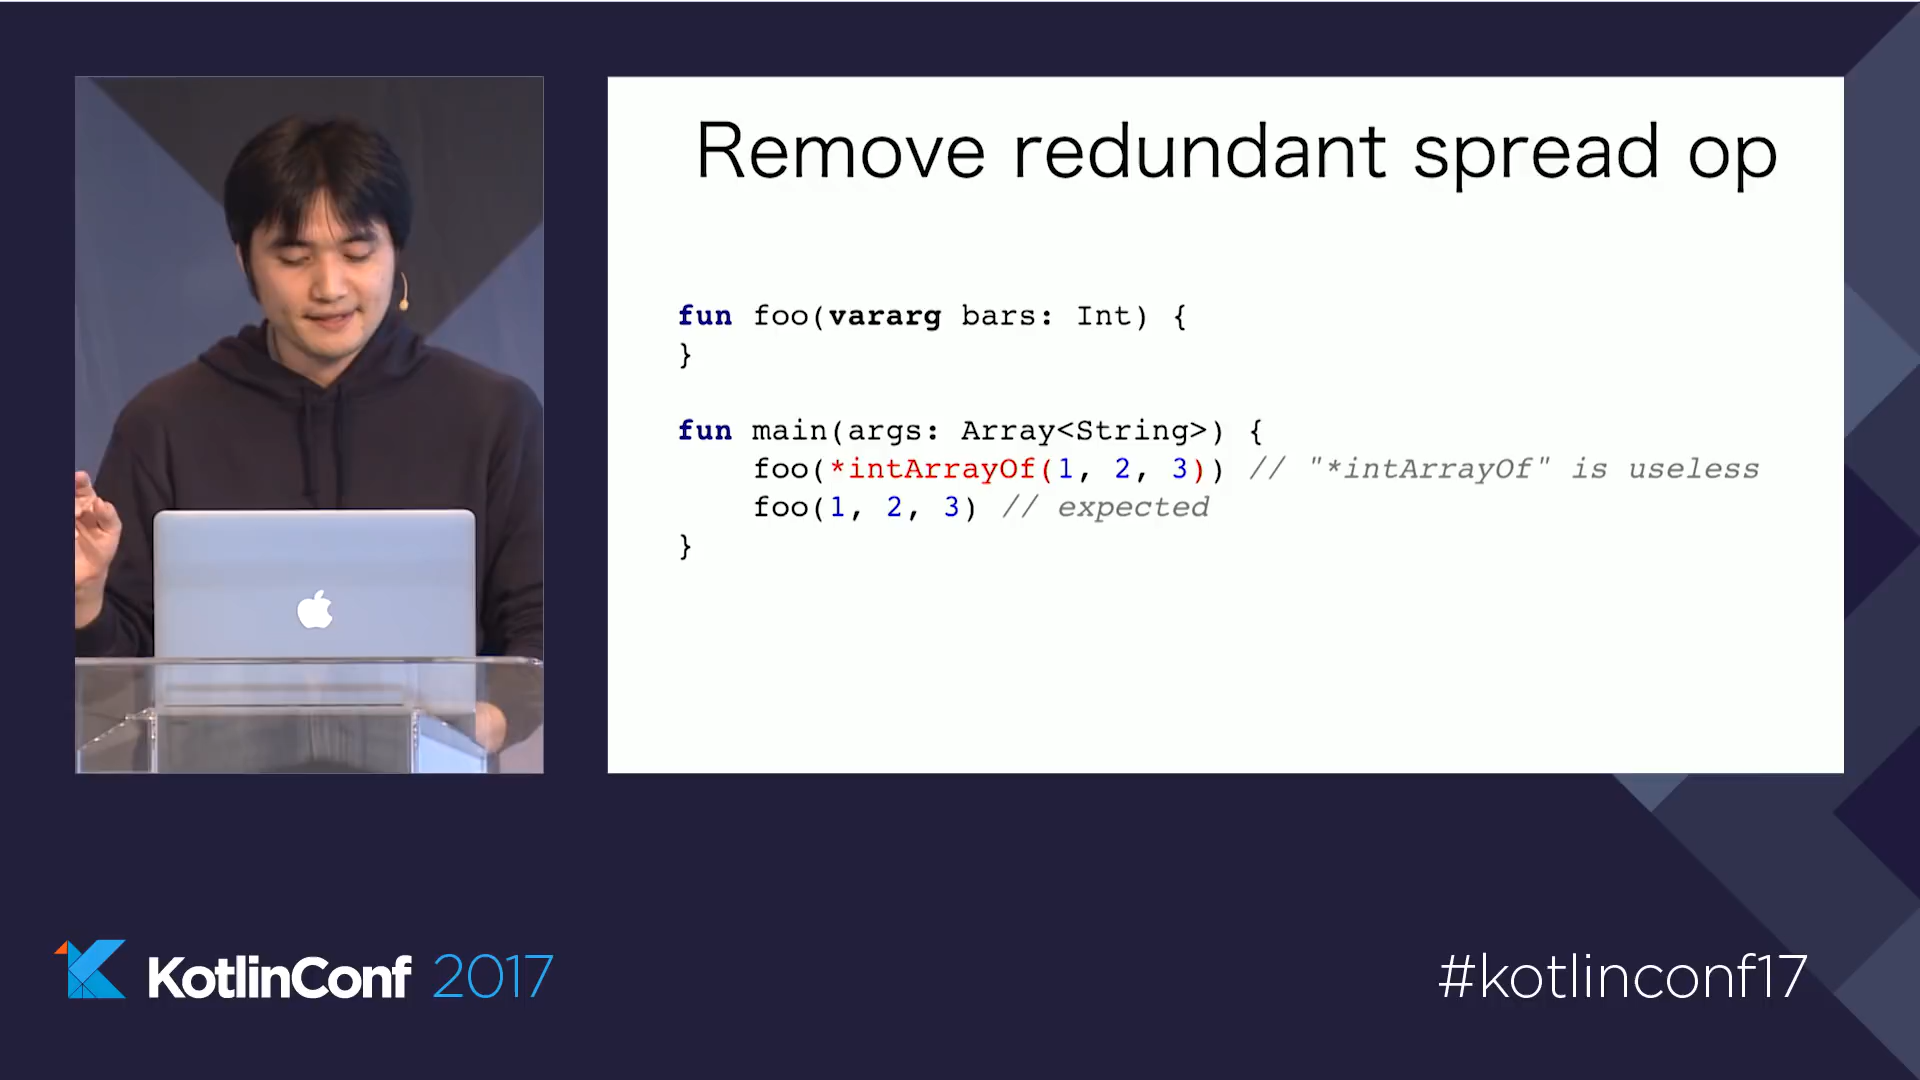 Remove redundant spread op
fun foo(vararg bars: Int) {
}
fun main(args: Array<String>) {
    foo(*intArrayOf(1, 2, 3)) // "*intArrayOf" is useless
    foo(1, 2, 3) // expected
}
KotlinConf 2017
#kotlinconf17